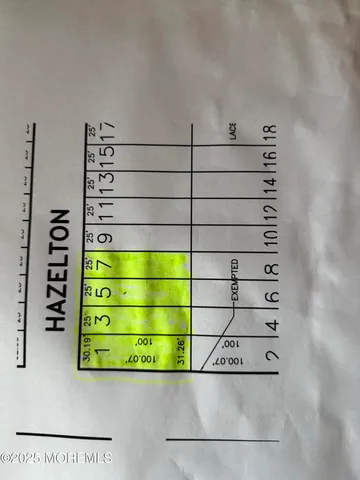 HAZELTON
30.19' 25' 25' 25' 25' 25' 25' 25' 25'
1 3 5 7 9 11 13 15 17
100.07' 100'
31.26'
EXEMPTED
LACE
100.07' 100'
2 4 6 8 10 12 14 16 18
©2025 MOREMLS